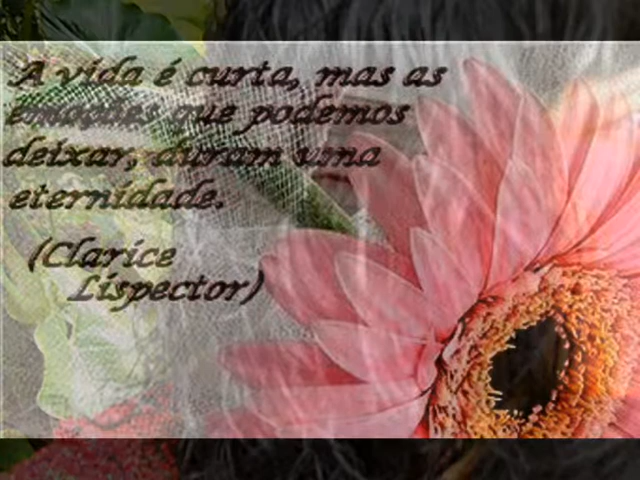 A vida é curta, mas as
emoções que podemos
deixar, duram uma
eternidade.
(Clarice
Lispector)